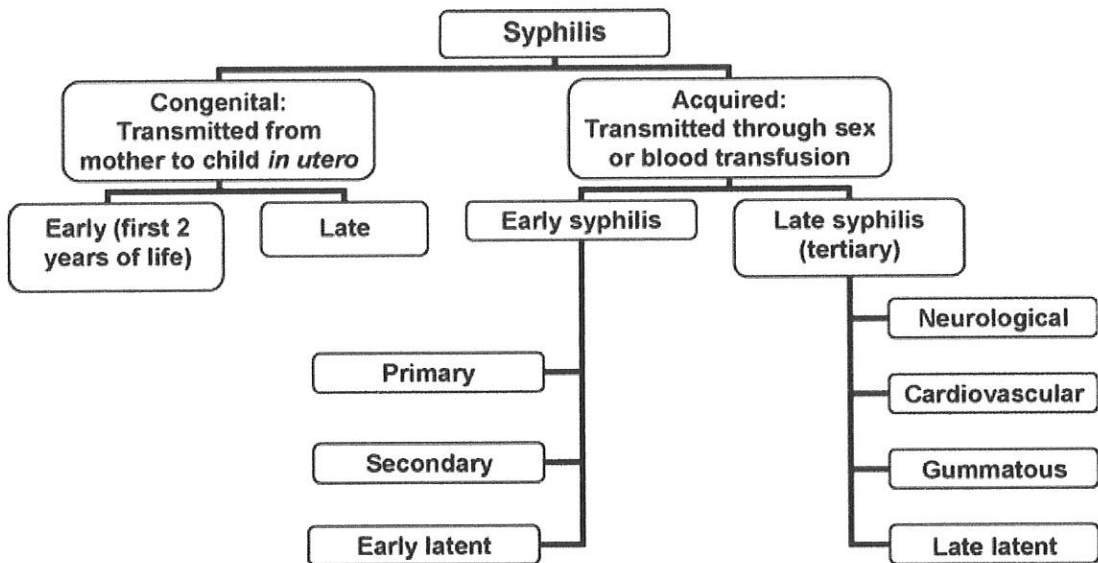 Syphilis
Congenital:
Transmitted from
mother to child in utero
Acquired:
Transmitted through sex
or blood transfusion
Early (first 2
years of life)
Late
Early syphilis
Late syphilis
(tertiary)
Primary
Secondary
Early latent
Neurological
Cardiovascular
Gummatous
Late latent